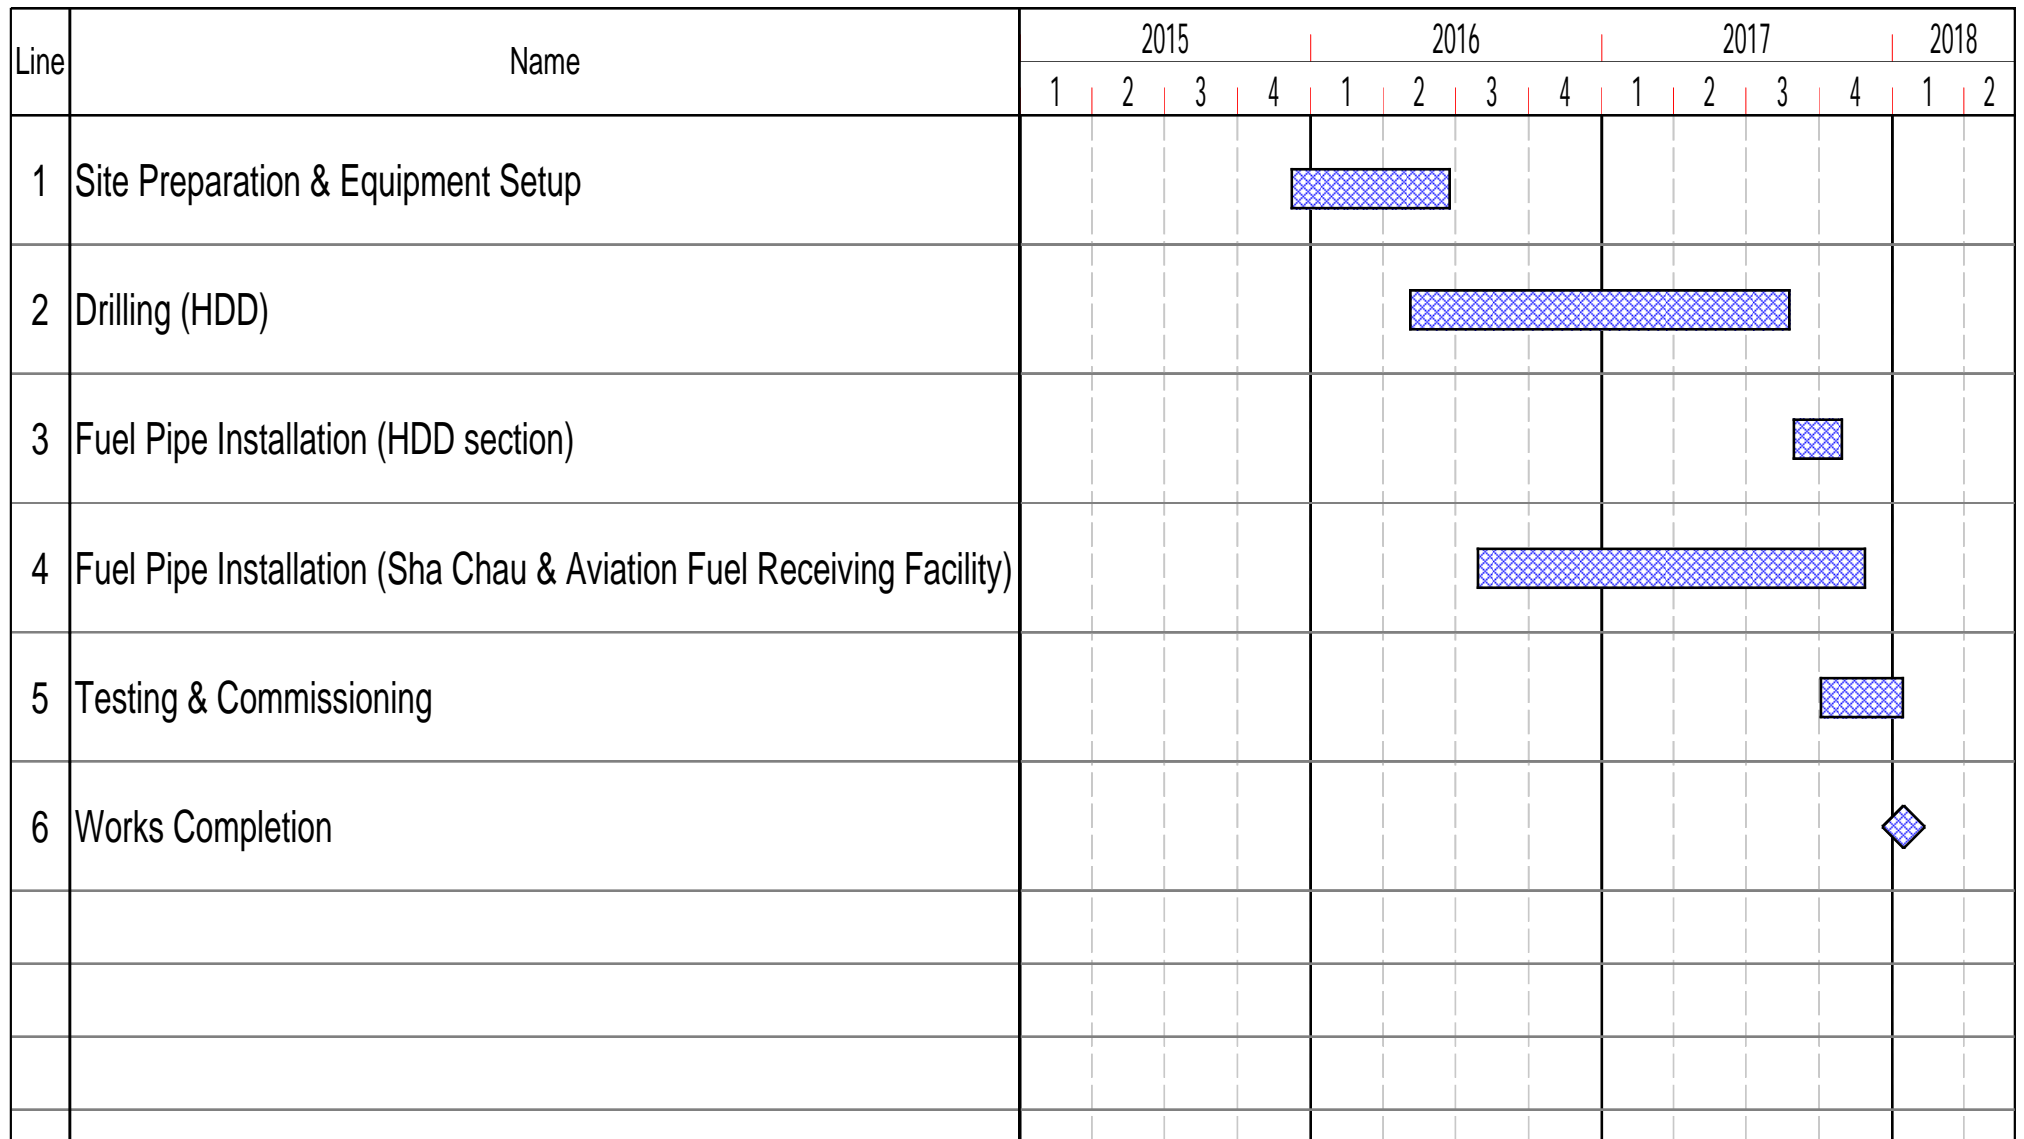 Line Name 2015 2016 2017 2018
1 2 3 4 1 2 3 4 1 2 3 4 1 2
1 Site Preparation & Equipment Setup
2 Drilling (HDD)
3 Fuel Pipe Installation (HDD section)
4 Fuel Pipe Installation (Sha Chau & Aviation Fuel Receiving Facility)
5 Testing & Commissioning
6 Works Completion